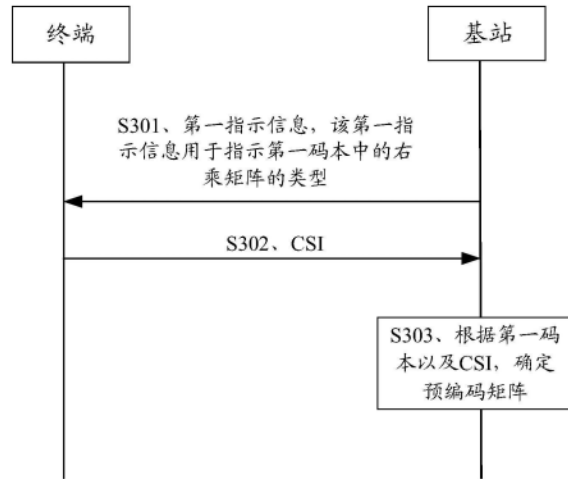 终端
基站
S301、第一指示信息，该第一指
示信息用于指示第一码本中的右
乘矩阵的类型
S302、CSI
S303、根据第一码
本以及CSI，确定
预编码矩阵